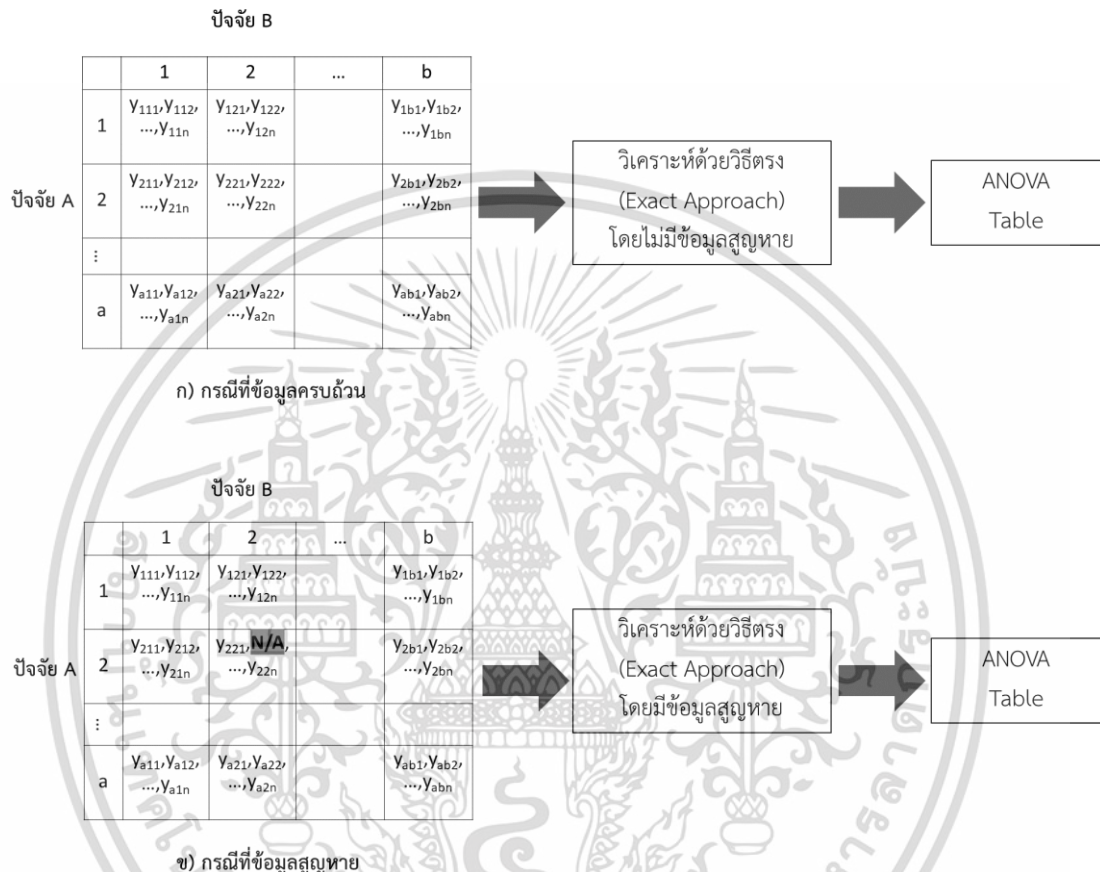 ปัจจัย B
1 2 ... b
1 y₁₁₁,y₁₁₂, ...,y₁₁ₙ y₁₂₁,y₁₂₂, ...,y₁₂ₙ y₁b₁,y₁b₂, ...,y₁bₙ
ปัจจัย A 2 y₂₁₁,y₂₁₂, ...,y₂₁ₙ y₂₂₁,y₂₂₂, ...,y₂₂ₙ y₂b₁,y₂b₂, ...,y₂bₙ
⋮
a yₐ₁₁,yₐ₁₂, ...,yₐ₁ₙ yₐ₂₁,yₐ₂₂, ...,yₐ₂ₙ yₐb₁,yₐb₂, ...,yₐbₙ
วิเคราะห์ด้วยวิธีตรง
(Exact Approach)
โดยไม่มีข้อมูลสูญหาย
ANOVA
Table
ก) กรณีที่ข้อมูลครบถ้วน
ปัจจัย B
1 2 ... b
1 y₁₁₁,y₁₁₂, ...,y₁₁ₙ y₁₂₁,y₁₂₂, ...,y₁₂ₙ y₁b₁,y₁b₂, ...,y₁bₙ
ปัจจัย A 2 y₂₁₁,y₂₁₂, ...,y₂₁ₙ y₂₂₁,N/A, ...,y₂₂ₙ y₂b₁,y₂b₂, ...,y₂bₙ
⋮
a yₐ₁₁,yₐ₁₂, ...,yₐ₁ₙ yₐ₂₁,yₐ₂₂, ...,yₐ₂ₙ yₐb₁,yₐb₂, ...,yₐbₙ
วิเคราะห์ด้วยวิธีตรง
(Exact Approach)
โดยมีข้อมูลสูญหาย
ANOVA
Table
ข) กรณีที่ข้อมูลสูญหาย